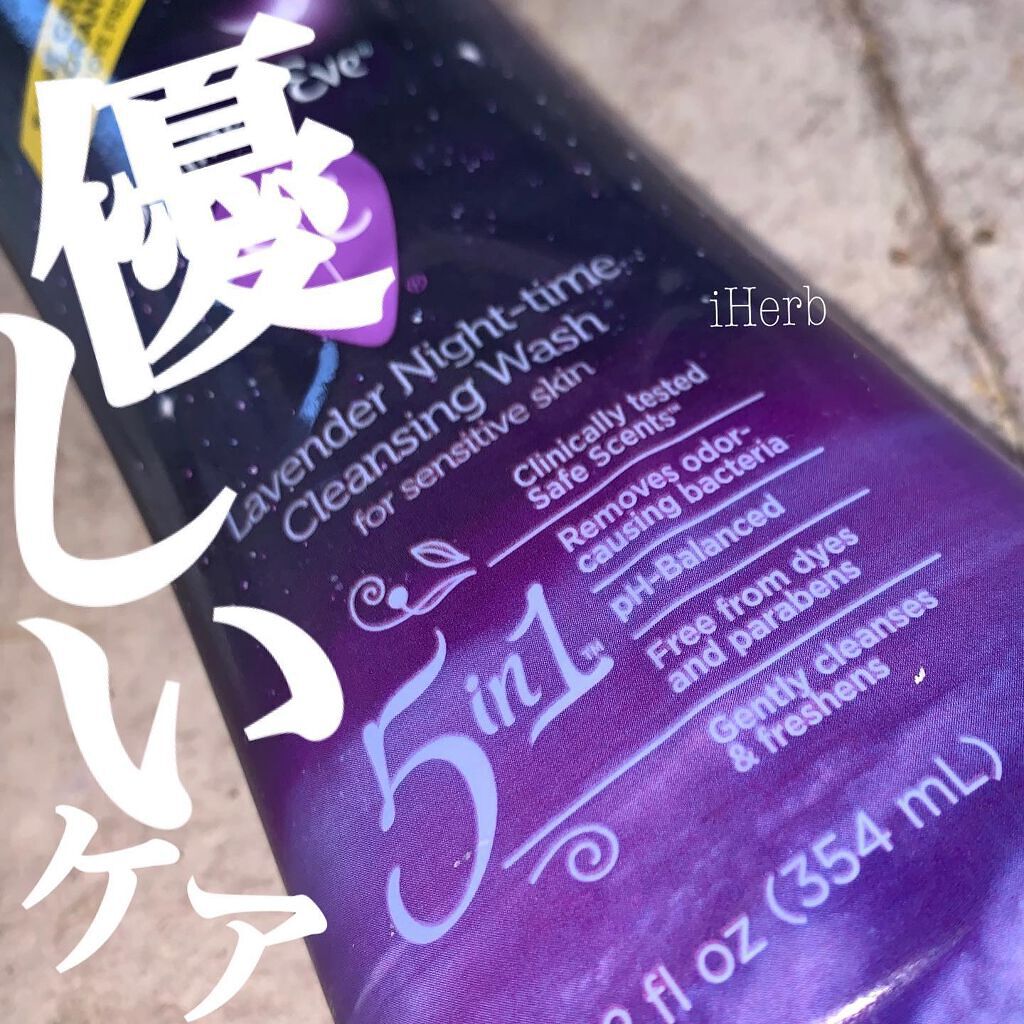 優しいケア
Eve
iHerb
Lavender Night-time
Cleansing Wash
for sensitive skin
Clinically tested
Safe Scents™
Removes odor-
causing bacteria
pH-Balanced
Free from dyes
and parabens
Gently cleanses
& freshens
5 in 1™
fl oz (354 mL)